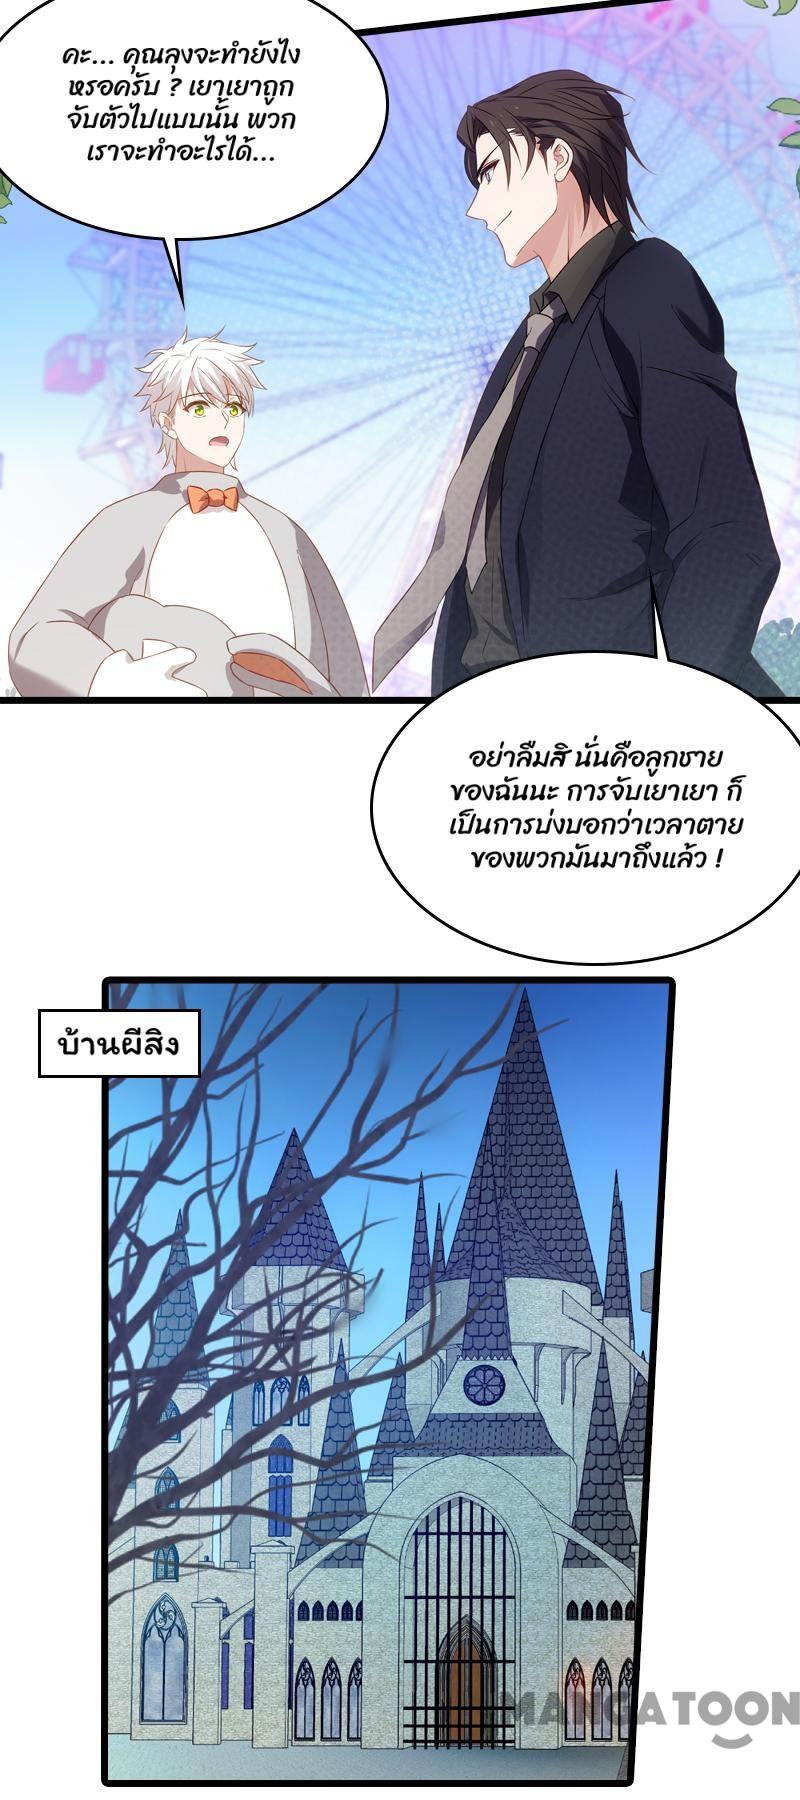 คะ... คุณลุงจะทำยังไง
หรอครับ ? เยาเยาถูก
จับตัวไปแบบนั้น พวก
เราจะทำอะไรได้...
อย่าลืมสิ นั่นคือลูกชาย
ของฉันนะ การจับเยาเยา ก็
เป็นการบ่งบอกว่าเวลาตาย
ของพวกมันมาถึงแล้ว !
บ้านผีสิง
MANGATOON